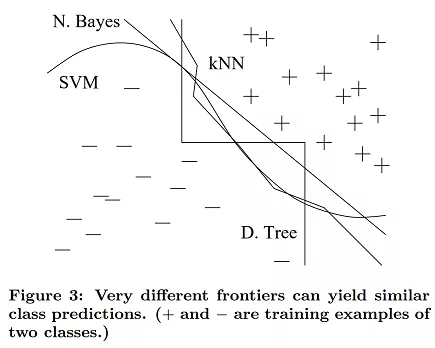 N. Bayes
kNN
SVM
D. Tree
Figure 3: Very different frontiers can yield similar
class predictions. (+ and − are training examples of
two classes.)